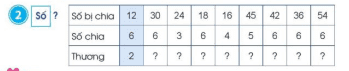 2 Số ?
Số bị chia 12 30 24 18 16 45 42 36 54
Số chia 6 6 3 6 4 5 6 6 6
Thương 2 ? ? ? ? ? ? ? ?